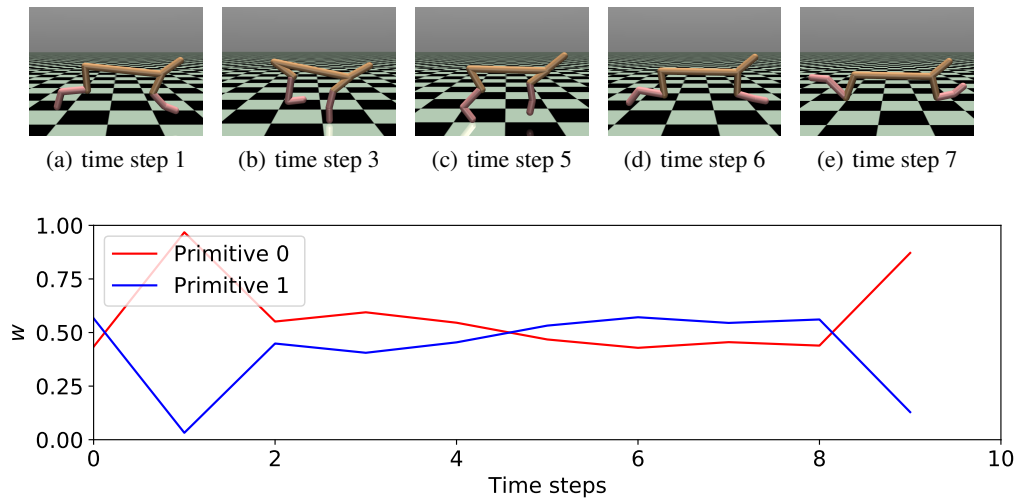 (a) time step 1
(b) time step 3
(c) time step 5
(d) time step 6
(e) time step 7
1.00
0.75
0.50
0.25
0.00
w
Primitive 0
Primitive 1
0 2 4 6 8 10
Time steps